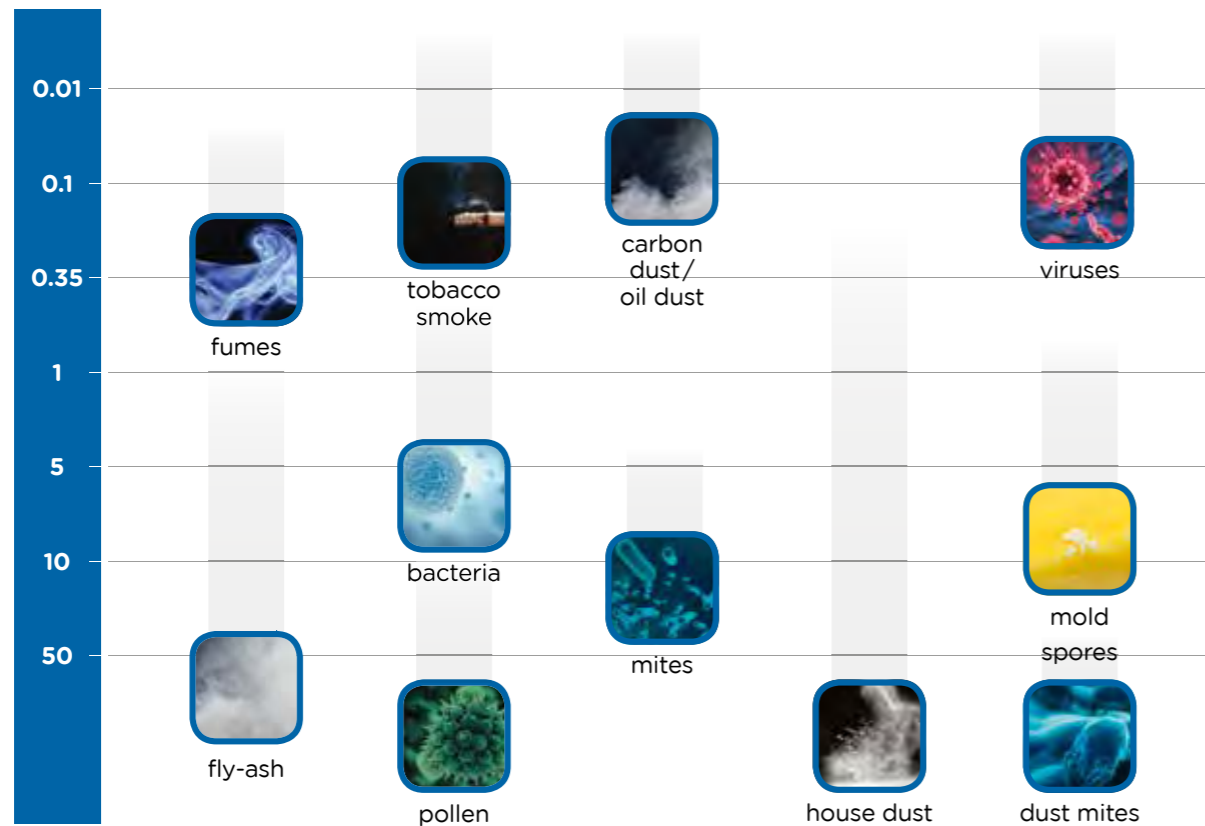 0.01
0.1
0.35
1
5
10
50
fumes
tobacco
smoke
carbon
dust/
oil dust
viruses
bacteria
mites
mold
spores
fly-ash
pollen
house dust
dust mites